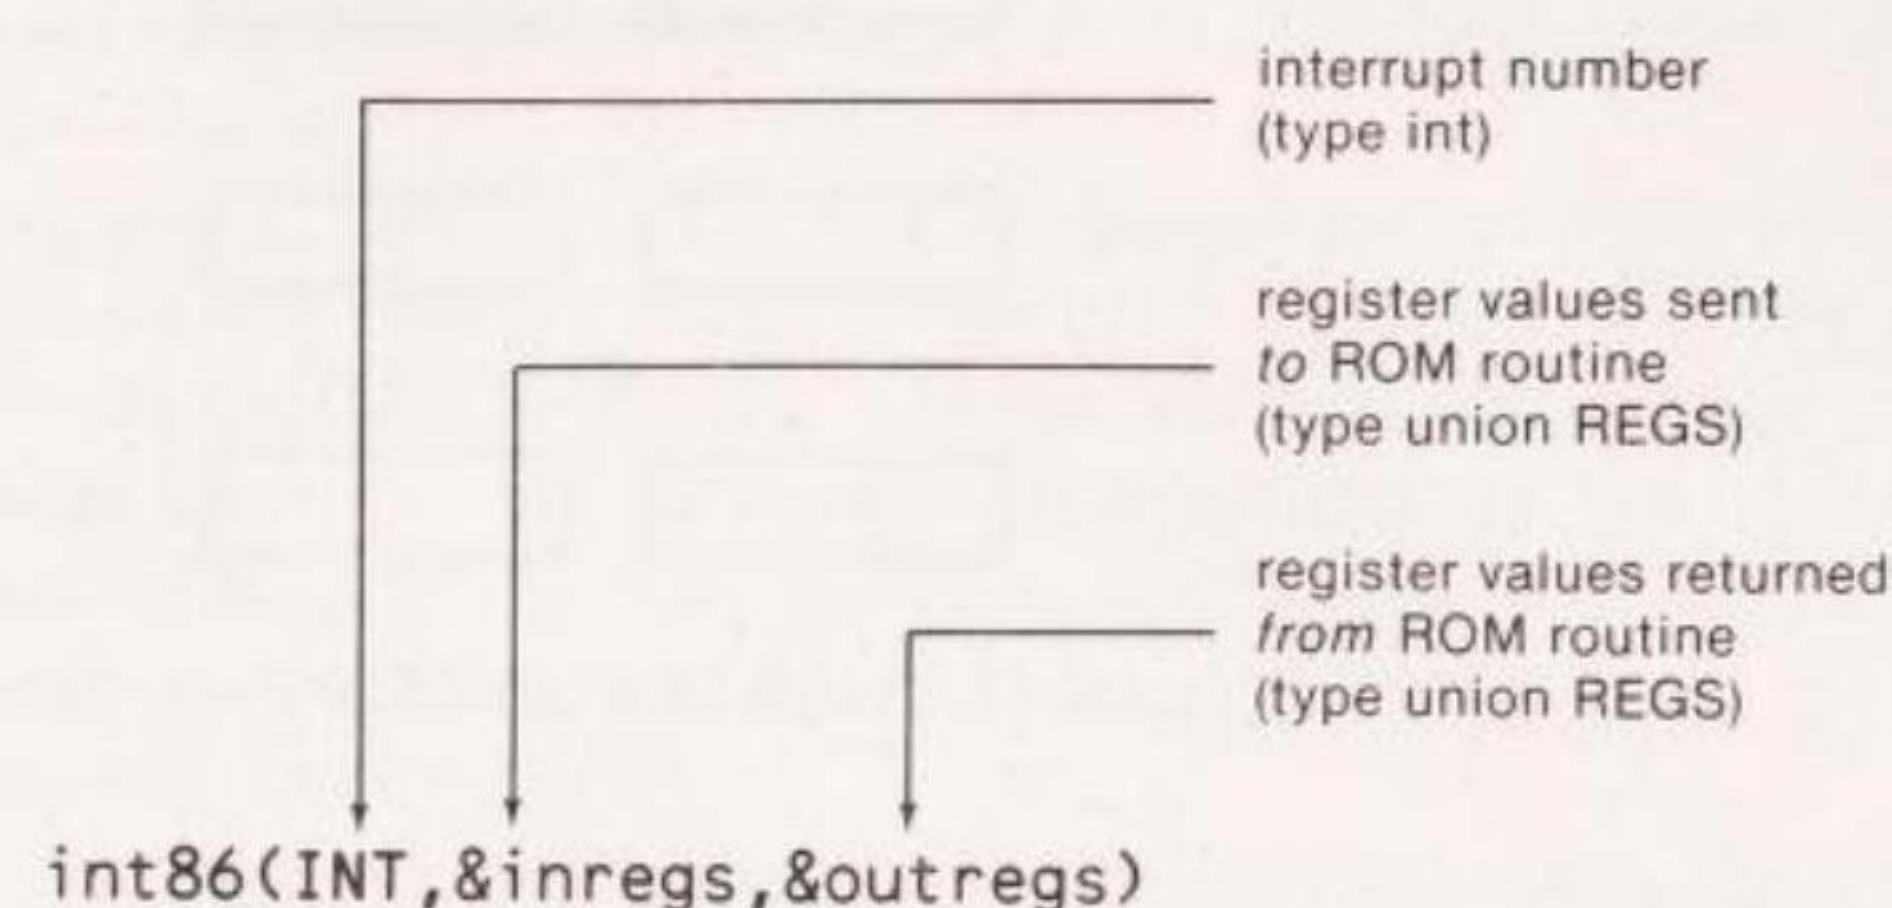 interrupt number
(type int)
register values sent
to ROM routine
(type union REGS)
register values returned
from ROM routine
(type union REGS)
int86(INT,&inregs,&outregs)